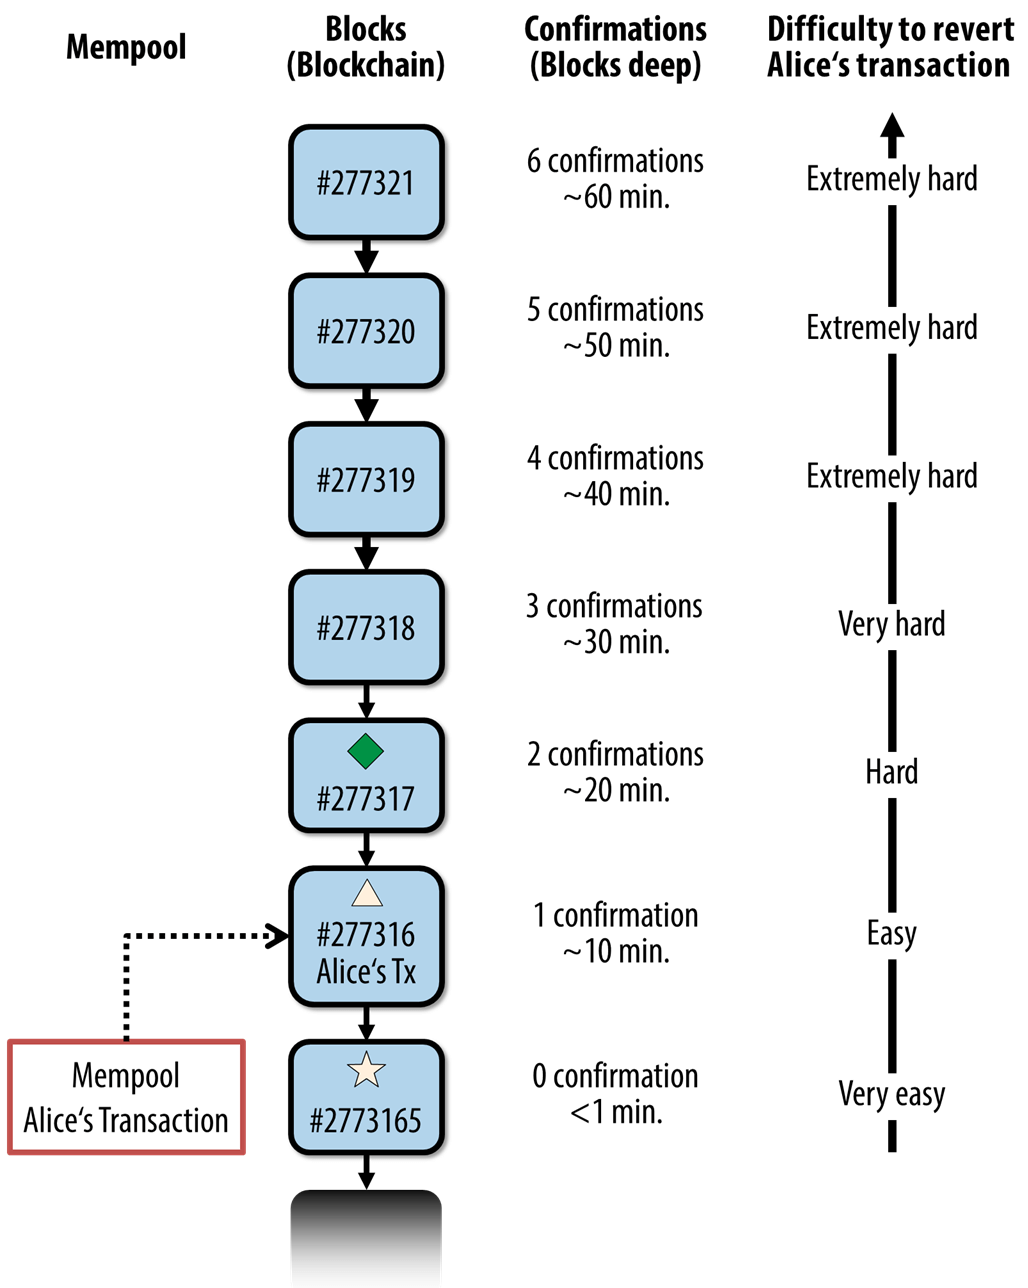 Mempool
Blocks
(Blockchain)
Confirmations
(Blocks deep)
Difficulty to revert
Alice‘s transaction
#277321
6 confirmations
~60 min.
Extremely hard
#277320
5 confirmations
~50 min.
Extremely hard
#277319
4 confirmations
~40 min.
Extremely hard
#277318
3 confirmations
~30 min.
Very hard
#277317
2 confirmations
~20 min.
Hard
#277316
Alice‘s Tx
1 confirmation
~10 min.
Easy
Mempool
Alice‘s Transaction
#2773165
0 confirmation
<1 min.
Very easy